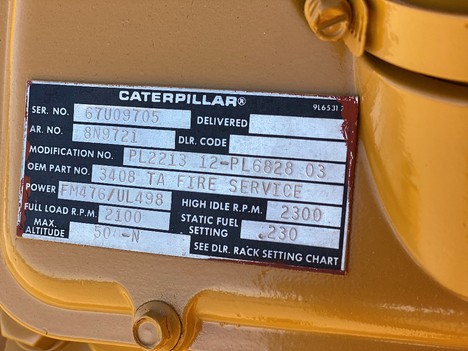 CATERPILLAR®
9L6531
SER. NO. 67U09705 DELIVERED
AR. NO. 8N9721 DLR. CODE
MODIFICATION NO. PL2213 12-PL6828 03
OEM PART NO. 3408 TA FIRE SERVICE
POWER FM476/UL498 HIGH IDLE R.P.M. 2300
FULL LOAD R.P.M. 2100 STATIC FUEL SETTING .230
MAX. ALTITUDE
SEE DLR. RACK SETTING CHART